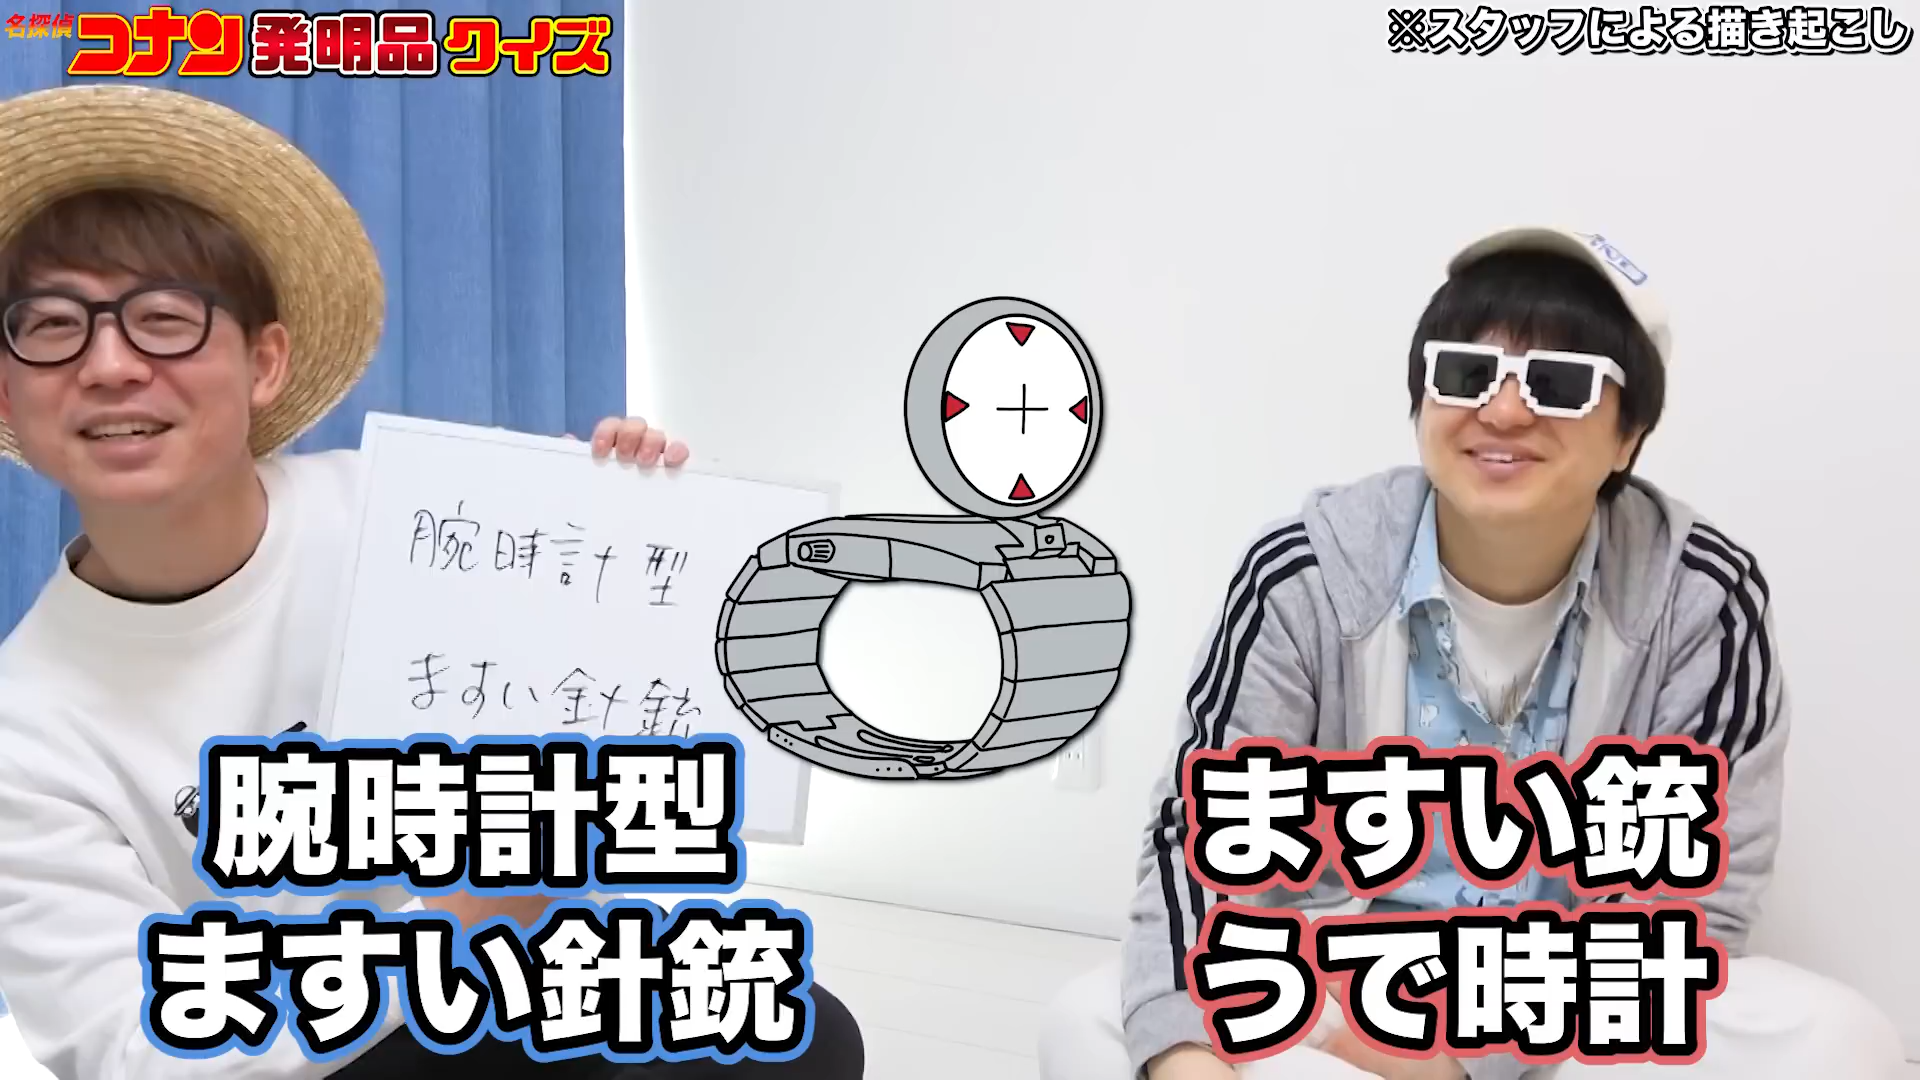 名探偵
コナン発明品クイズ
※スタッフによる描き起こし
腕時計型
ますい針銃
腕時計型
ますい針銃
ますい銃
うで時計